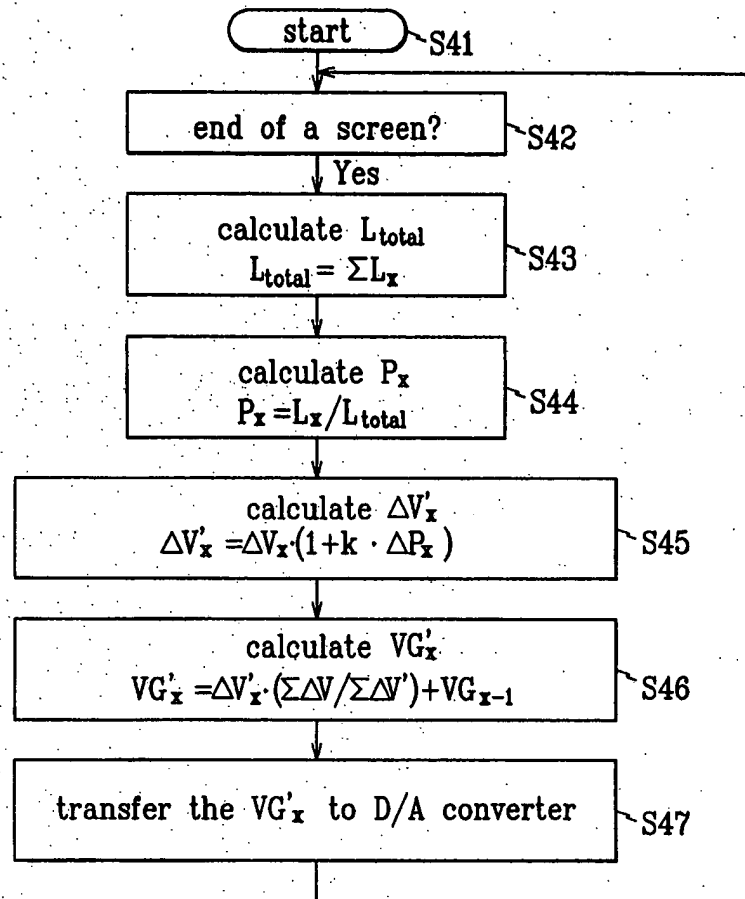 start
S41
end of a screen?
S42
Yes
calculate L_total
L_total = ΣL_x
S43
calculate P_x
P_x = L_x/L_total
S44
calculate ΔV'_x
ΔV'_x = ΔV_x·(1+k · ΔP_x)
S45
calculate VG'_x
VG'_x = ΔV'_x·(ΣΔV/ΣΔV')+VG_x-1
S46
transfer the VG'_x to D/A converter
S47